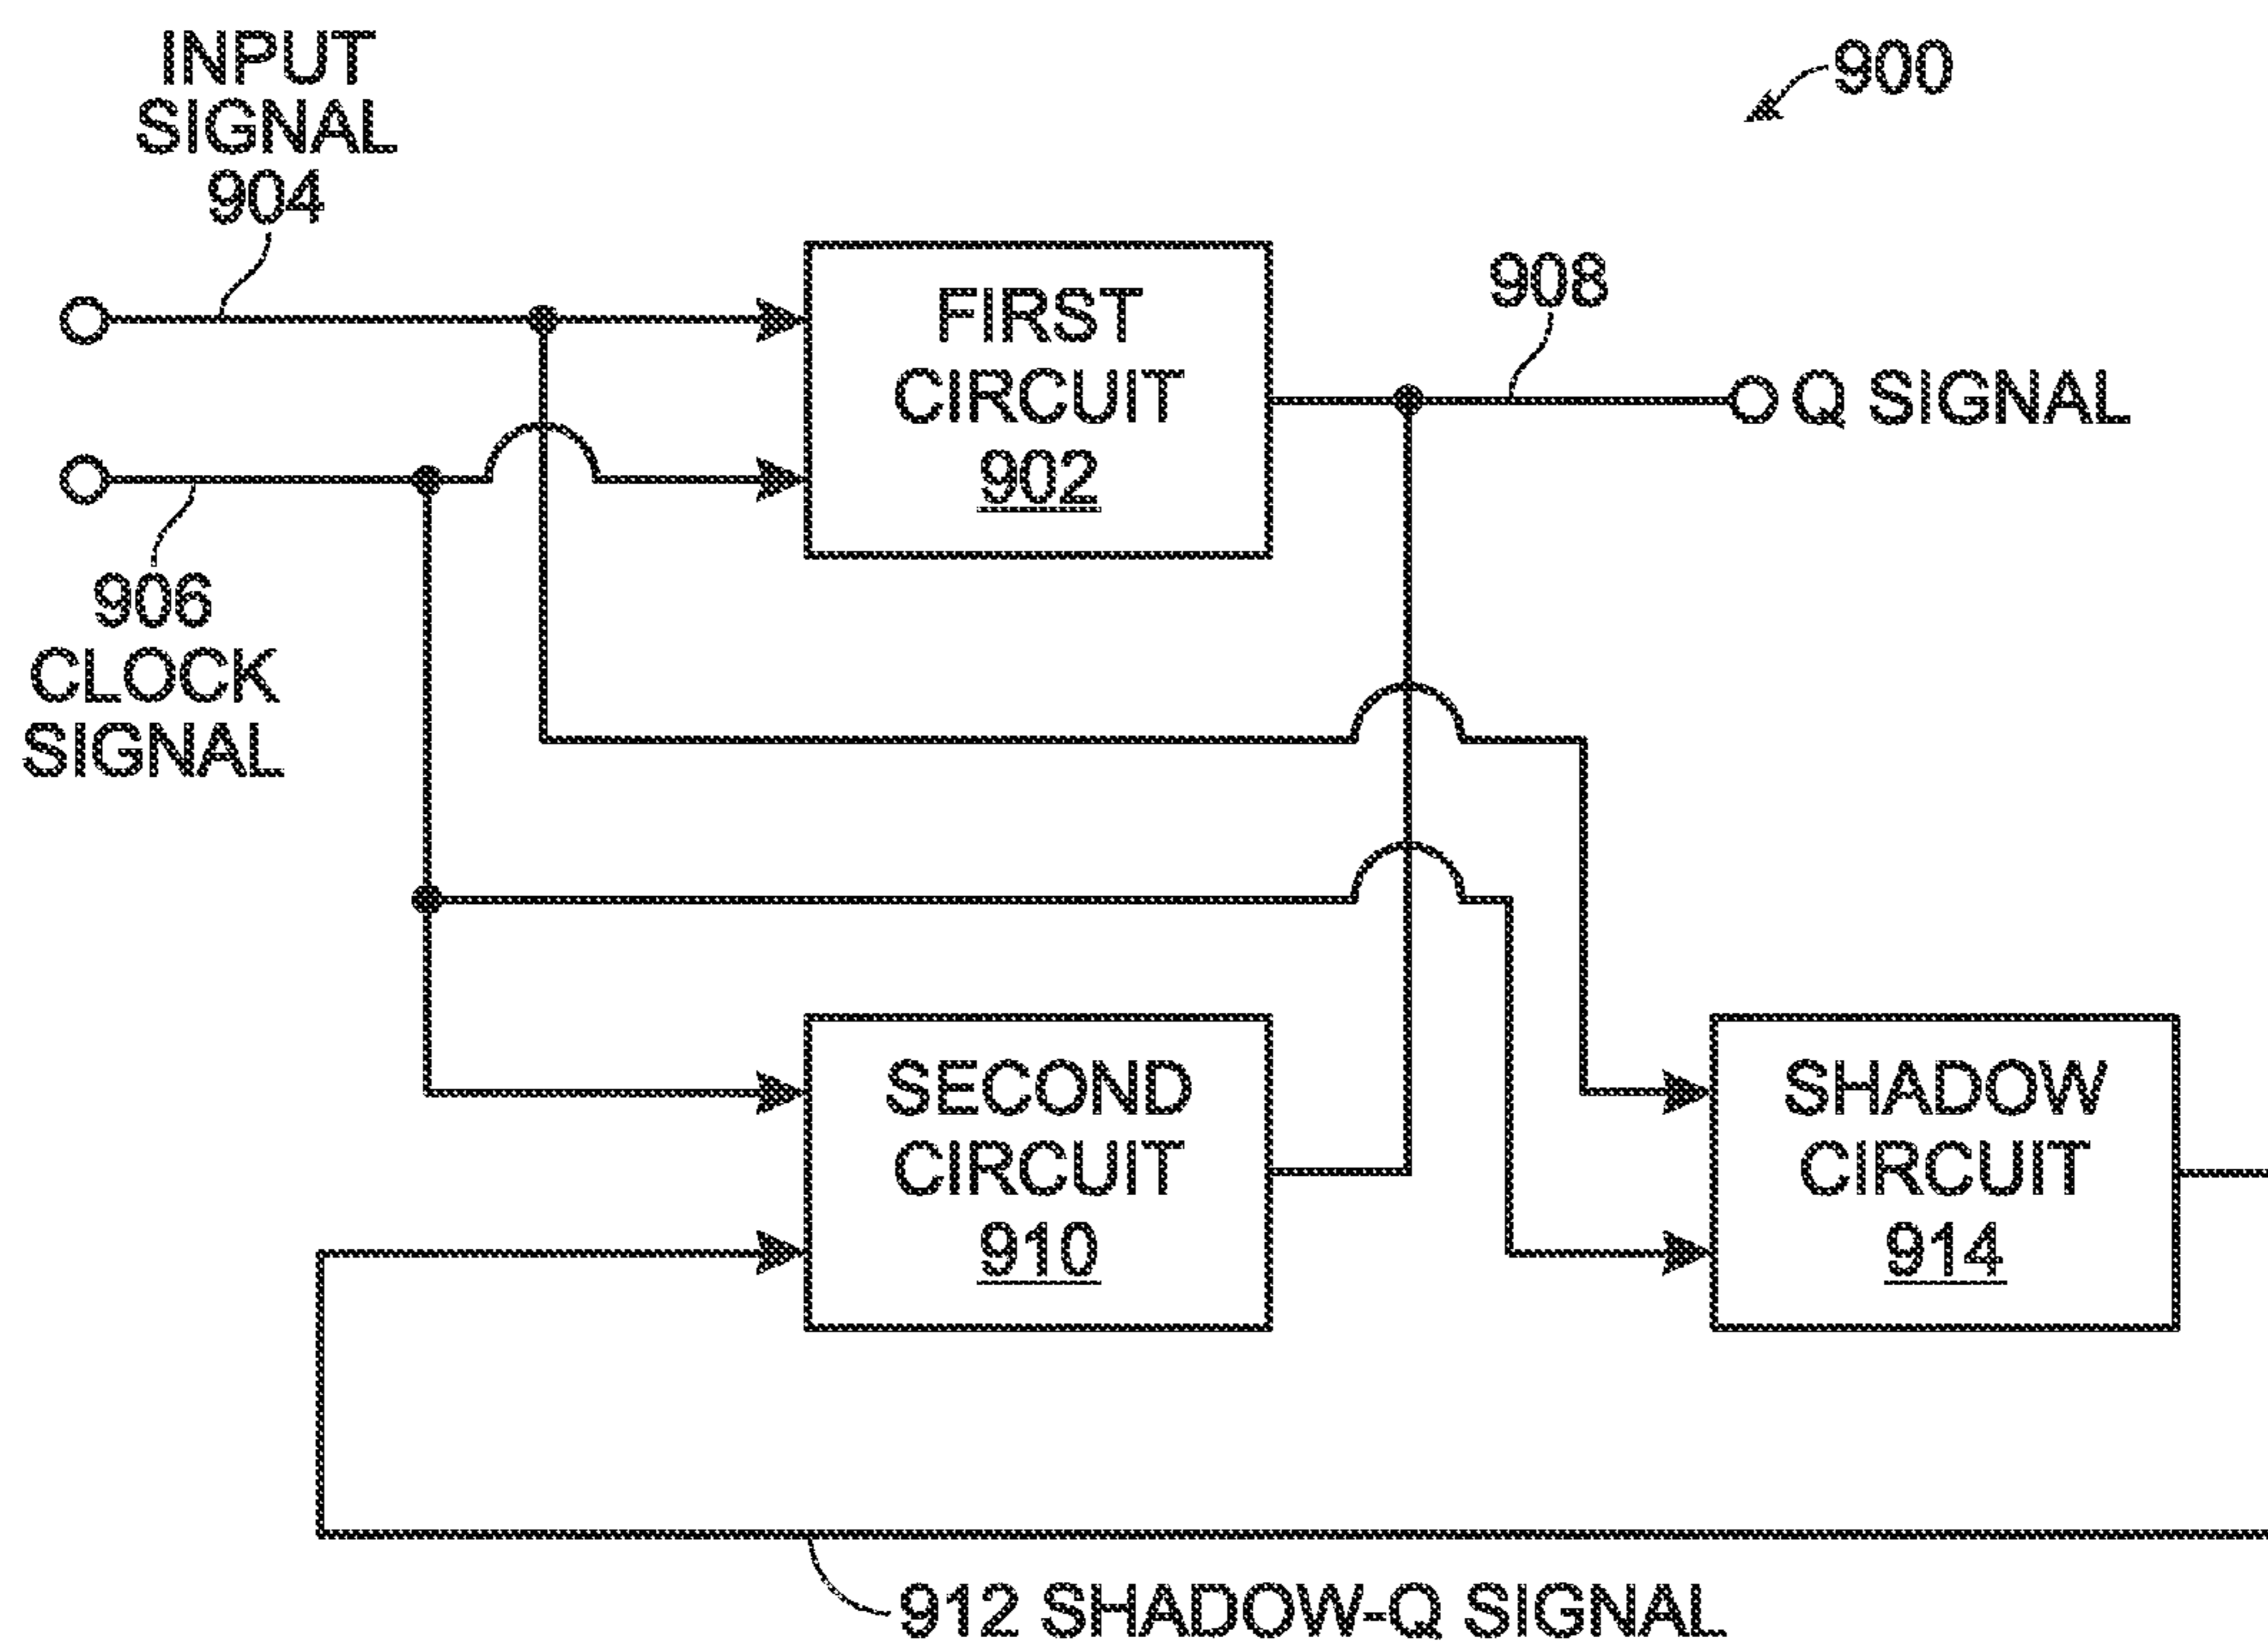 INPUT
SIGNAL
904
900
FIRST
CIRCUIT
902
908
Q SIGNAL
906
CLOCK
SIGNAL
SECOND
CIRCUIT
910
SHADOW
CIRCUIT
914
912 SHADOW-Q SIGNAL